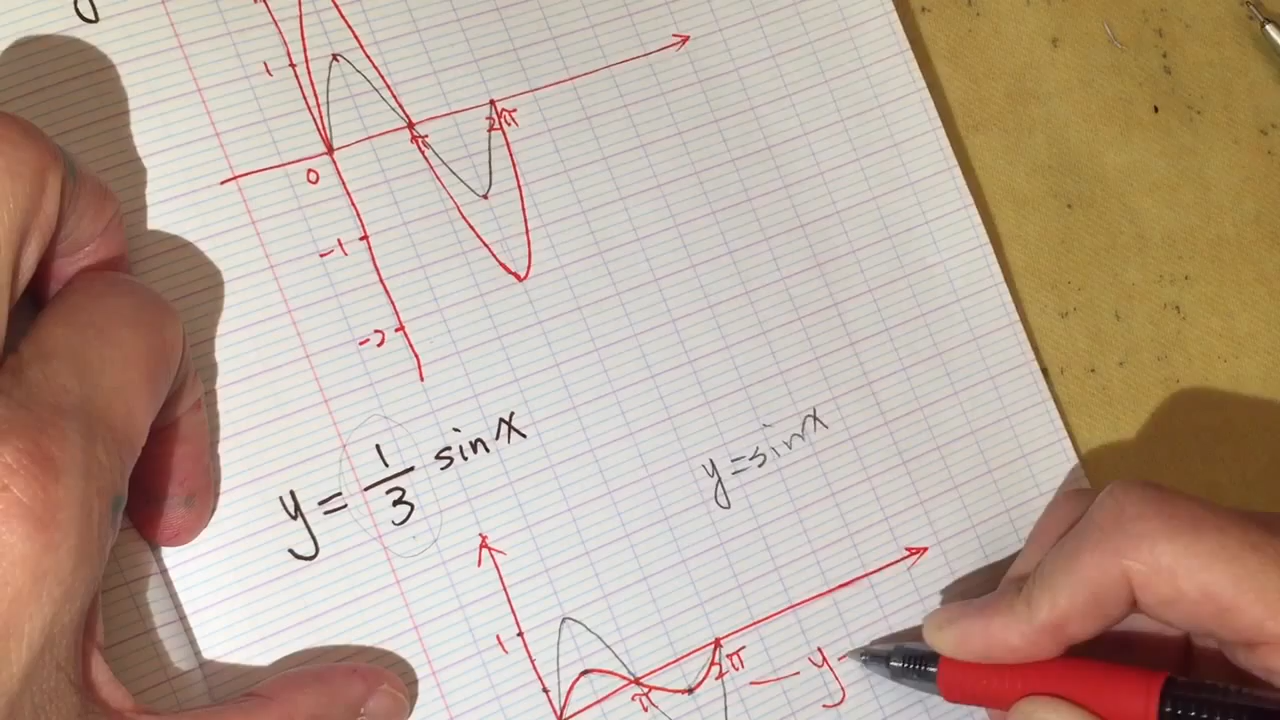 1
2π
π
0
-1
-2
y = 1/3 sin x
y = sin x
1
2π
π
— y